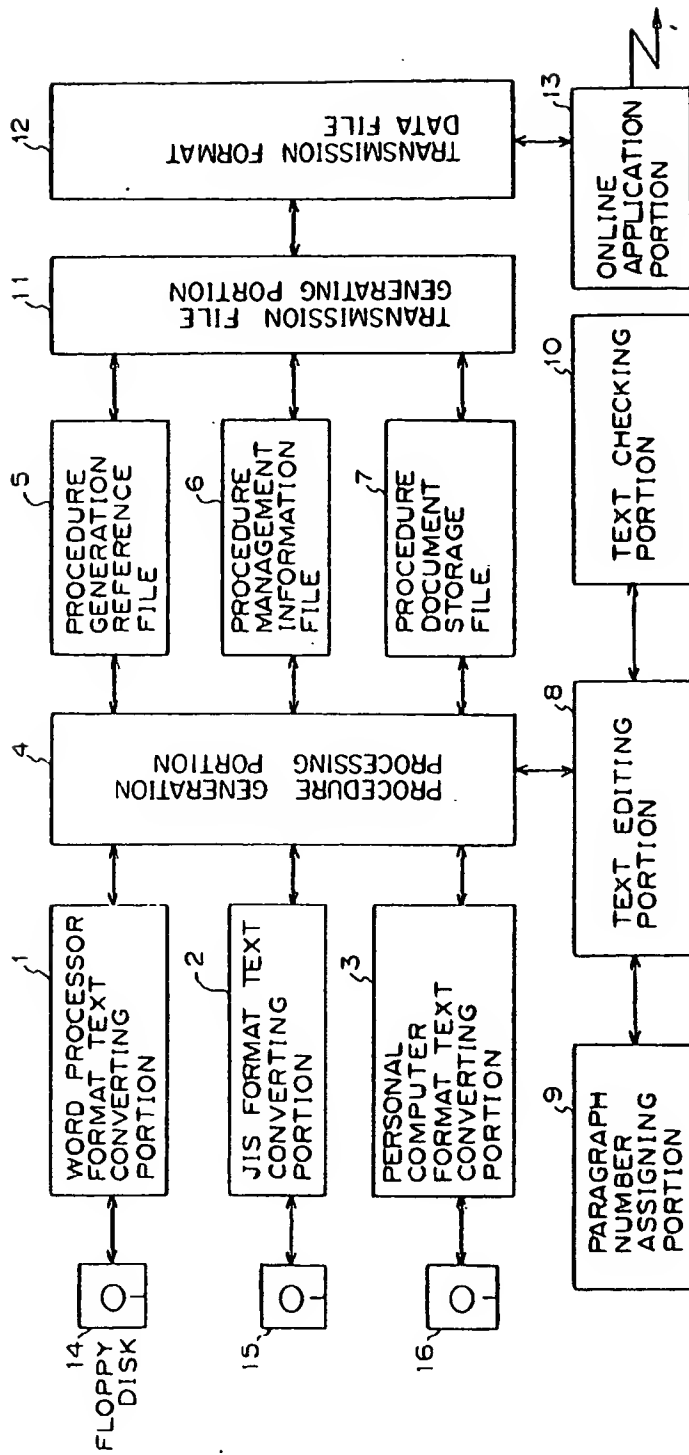 14
FLOPPY
DISK
15
16
1
WORD PROCESSOR
FORMAT TEXT
CONVERTING
PORTION
2
JIS FORMAT TEXT
CONVERTING
PORTION
3
PERSONAL
COMPUTER
FORMAT TEXT
CONVERTING
PORTION
4
PROCEDURE GENERATION
PROCESSING PORTION
5
PROCEDURE
GENERATION
REFERENCE
FILE
6
PROCEDURE
MANAGEMENT
INFORMATION
FILE
7
PROCEDURE
DOCUMENT
STORAGE
FILE
11
TRANSMISSION FILE
GENERATING PORTION
12
TRANSMISSION FORMAT
DATA FILE
9
PARAGRAPH
NUMBER
ASSIGNING
PORTION
8
TEXT EDITING
PORTION
10
TEXT CHECKING
PORTION
13
ONLINE
APPLICATION
PORTION